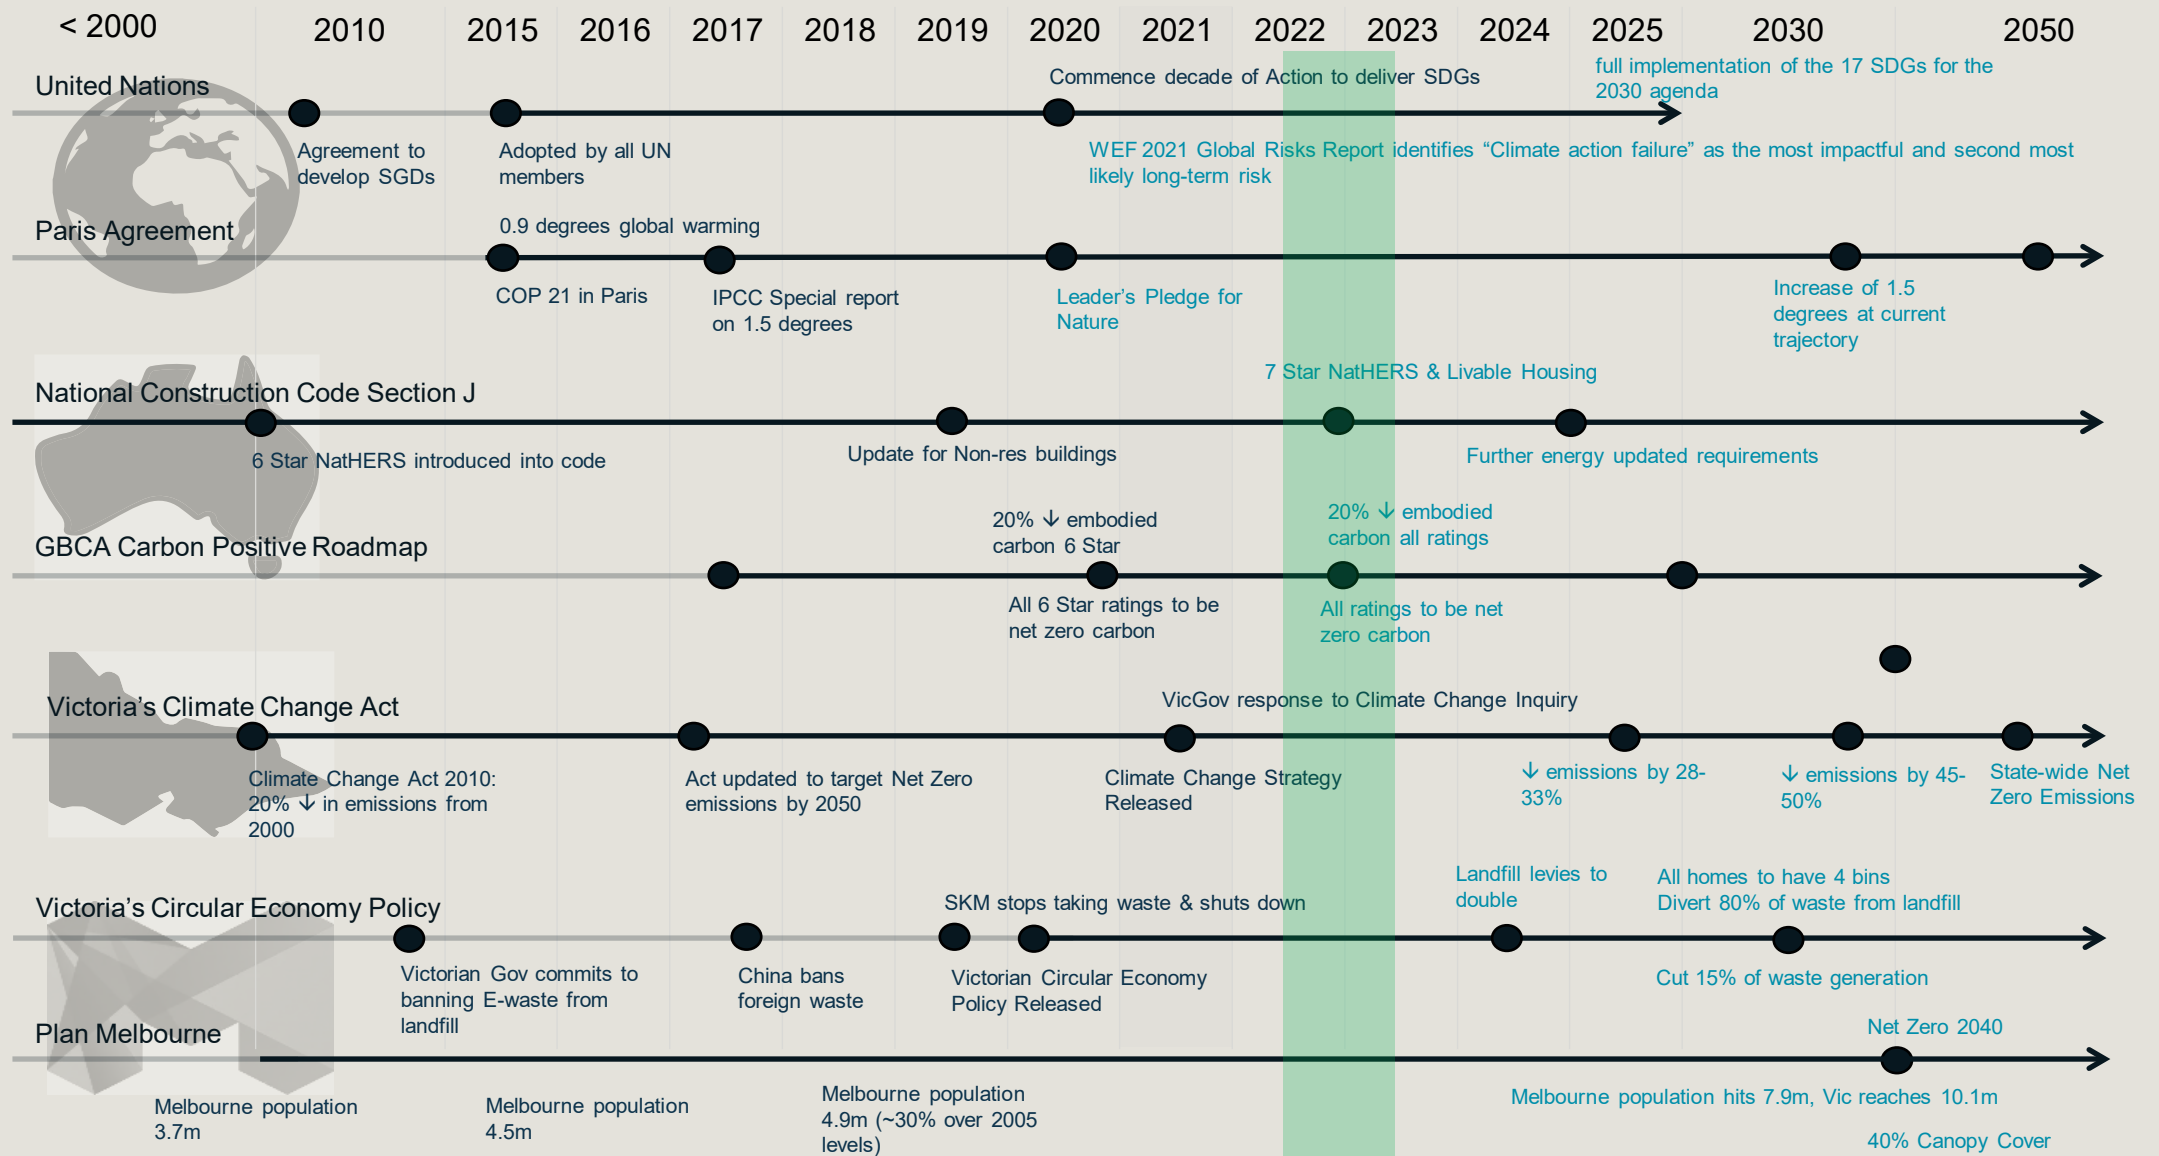 < 2000 2010 2015 2016 2017 2018 2019 2020 2021 2022 2023 2024 2025 2030 2050
United Nations
Commence decade of Action to deliver SDGs
full implementation of the 17 SDGs for the
2030 agenda
Agreement to
develop SGDs
Adopted by all UN
members
WEF 2021 Global Risks Report identifies “Climate action failure” as the most impactful and second most
likely long-term risk
Paris Agreement
0.9 degrees global warming
COP 21 in Paris
IPCC Special report
on 1.5 degrees
Leader’s Pledge for
Nature
Increase of 1.5
degrees at current
trajectory
National Construction Code Section J
7 Star NatHERS & Livable Housing
6 Star NatHERS introduced into code
Update for Non-res buildings
Further energy updated requirements
GBCA Carbon Positive Roadmap
20% ↓ embodied
carbon 6 Star
20% ↓ embodied
carbon all ratings
All 6 Star ratings to be
net zero carbon
All ratings to be net
zero carbon
Victoria’s Climate Change Act
VicGov response to Climate Change Inquiry
Climate Change Act 2010:
20% ↓ in emissions from
2000
Act updated to target Net Zero
emissions by 2050
Climate Change Strategy
Released
↓ emissions by 28-
33%
↓ emissions by 45-
50%
State-wide Net
Zero Emissions
Victoria’s Circular Economy Policy
SKM stops taking waste & shuts down
Landfill levies to
double
All homes to have 4 bins
Divert 80% of waste from landfill
Victorian Gov commits to
banning E-waste from
landfill
China bans
foreign waste
Victorian Circular Economy
Policy Released
Cut 15% of waste generation
Plan Melbourne
Net Zero 2040
Melbourne population
3.7m
Melbourne population
4.5m
Melbourne population
4.9m (~30% over 2005
levels)
Melbourne population hits 7.9m, Vic reaches 10.1m
40% Canopy Cover